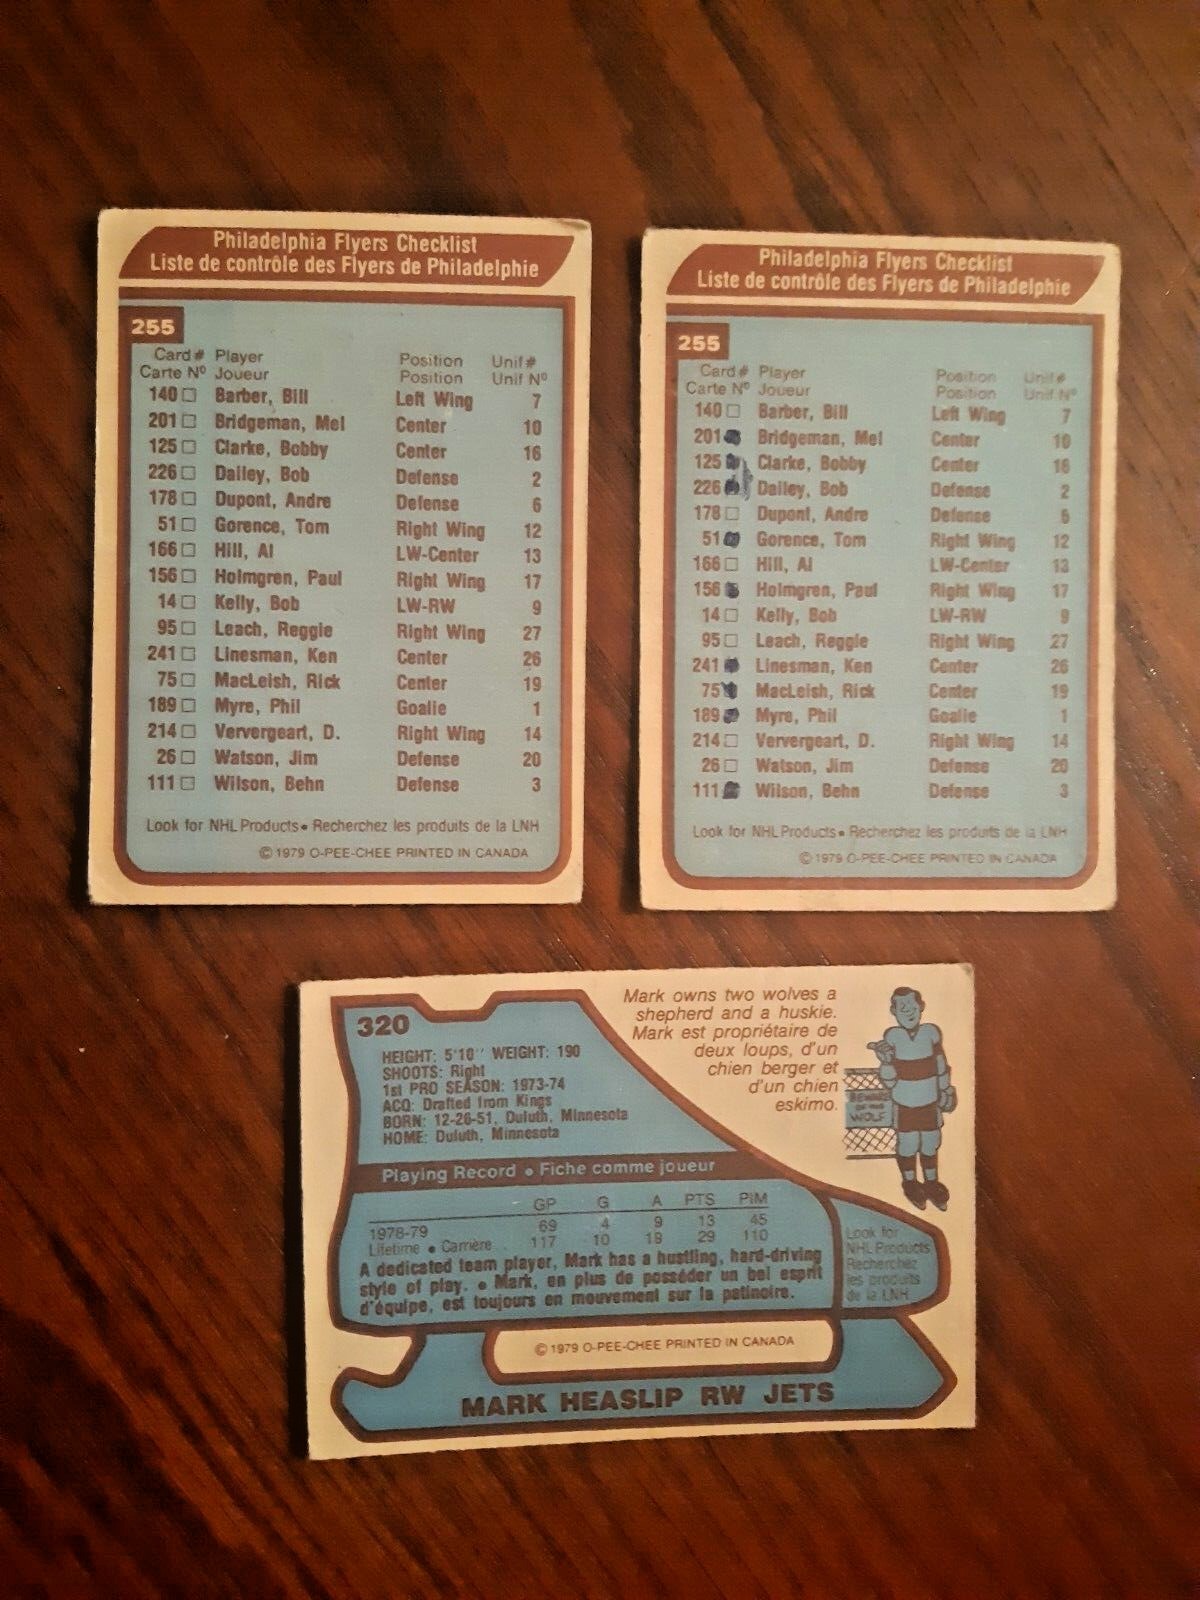 Philadelphia Flyers Checklist
Liste de contrôle des Flyers de Philadelphie
255
Card # Player Position Unif #
Carte Nº Joueur Position Unif Nº
140 Barber, Bill Left Wing 7
201 Bridgeman, Mel Center 10
125 Clarke, Bobby Center 16
226 Dailey, Bob Defense 2
178 Dupont, Andre Defense 6
51 Gorence, Tom Right Wing 12
166 Hill, Al LW-Center 13
156 Holmgren, Paul Right Wing 17
14 Kelly, Bob LW-RW 9
95 Leach, Reggie Right Wing 27
241 Linesman, Ken Center 26
75 MacLeish, Rick Center 19
189 Myre, Phil Goalie 1
214 Ververgeart, D. Right Wing 14
26 Watson, Jim Defense 20
111 Wilson, Behn Defense 3
Look for NHL Products • Recherchez les produits de la LNH
© 1979 O-PEE-CHEE PRINTED IN CANADA
Philadelphia Flyers Checklist
Liste de contrôle des Flyers de Philadelphie
255
Card # Player Position Unif #
Carte Nº Joueur Position Unif Nº
140 Barber, Bill Left Wing 7
201 Bridgeman, Mel Center 10
125 Clarke, Bobby Center 16
226 Dailey, Bob Defense 2
178 Dupont, Andre Defense 6
51 Gorence, Tom Right Wing 12
166 Hill, Al LW-Center 13
156 Holmgren, Paul Right Wing 17
14 Kelly, Bob LW-RW 9
95 Leach, Reggie Right Wing 27
241 Linesman, Ken Center 26
75 MacLeish, Rick Center 19
189 Myre, Phil Goalie 1
214 Ververgeart, D. Right Wing 14
26 Watson, Jim Defense 20
111 Wilson, Behn Defense 3
Look for NHL Products • Recherchez les produits de la LNH
© 1979 O-PEE-CHEE PRINTED IN CANADA
320
HEIGHT: 5'10" WEIGHT: 190
SHOOTS: Right
1st PRO SEASON: 1973-74
ACQ: Drafted from Kings
BORN: 12-26-51, Duluth, Minnesota
HOME: Duluth, Minnesota
Mark owns two wolves a
shepherd and a huskie.
Mark est propriétaire de
deux loups, d'un
chien berger et
d'un chien
eskimo.
BEWARE
OF THE
WOLF
Playing Record • Fiche comme joueur
GP G A PTS PIM
1978-79 69 4 9 13 45
Lifetime • Carrière 117 10 19 29 110
A dedicated team player, Mark has a hustling, hard-driving
style of play. • Mark, en plus de posséder un bel esprit
d'équipe, est toujours en mouvement sur la patinoire.
Look for
NHL Products
Recherchez
les produits
de la LNH
© 1979 O-PEE-CHEE PRINTED IN CANADA
MARK HEASLIP RW JETS